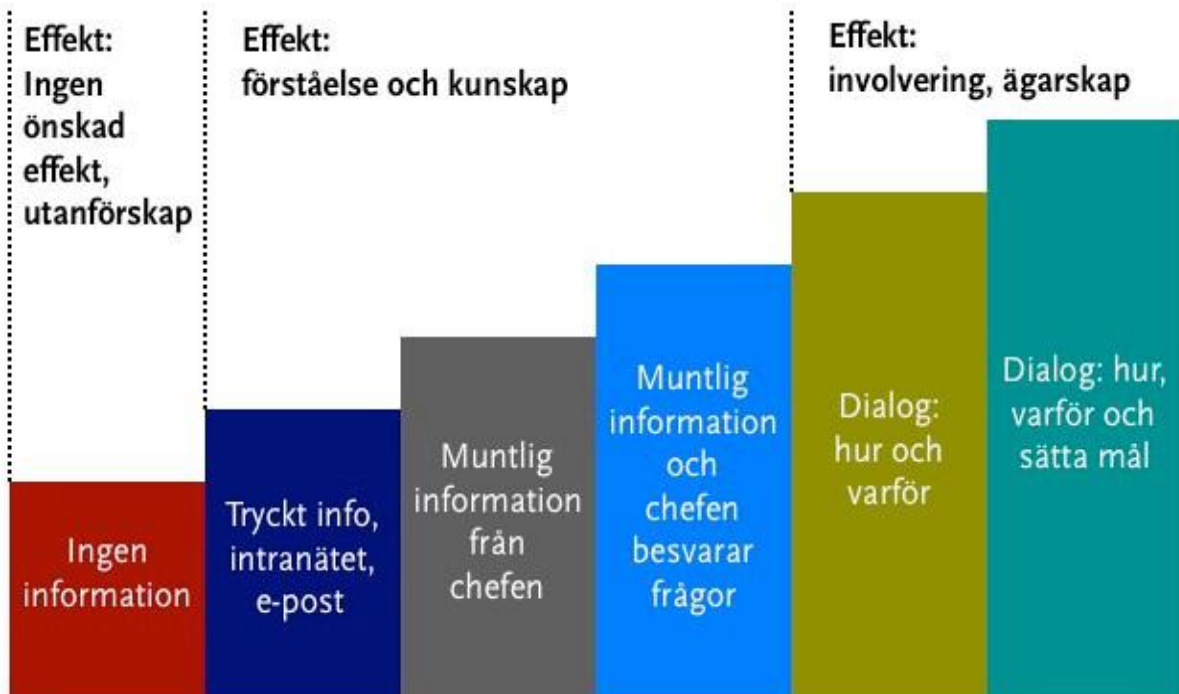 Effekt:
Ingen
önskad
effekt,
utanförskap
Effekt:
förståelse och kunskap
Effekt:
involvering, ägarskap
Ingen
information
Tryckt info,
intranätet,
e-post
Muntlig
information
från
chefen
Muntlig
information
och
chefen
besvarar
frågor
Dialog:
hur och
varför
Dialog: hur,
varför och
sätta mål